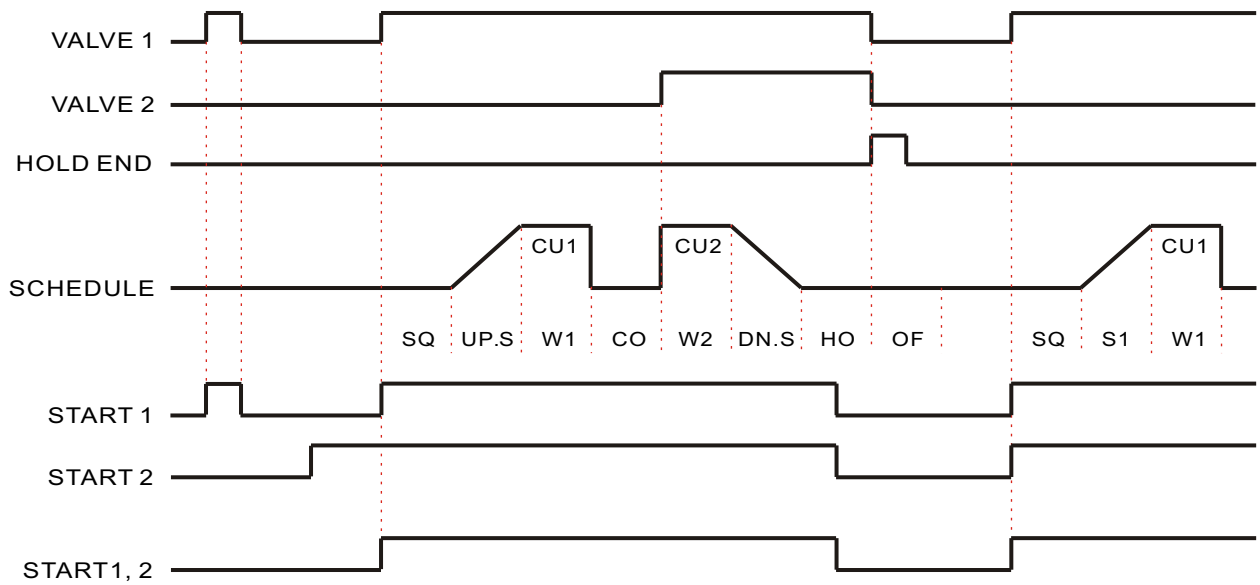 VALVE 1
VALVE 2
HOLD END
CU1 CU2 CU1
SCHEDULE
SQ UP.S W1 CO W2 DN.S HO OF SQ S1 W1
START 1
START 2
START1, 2